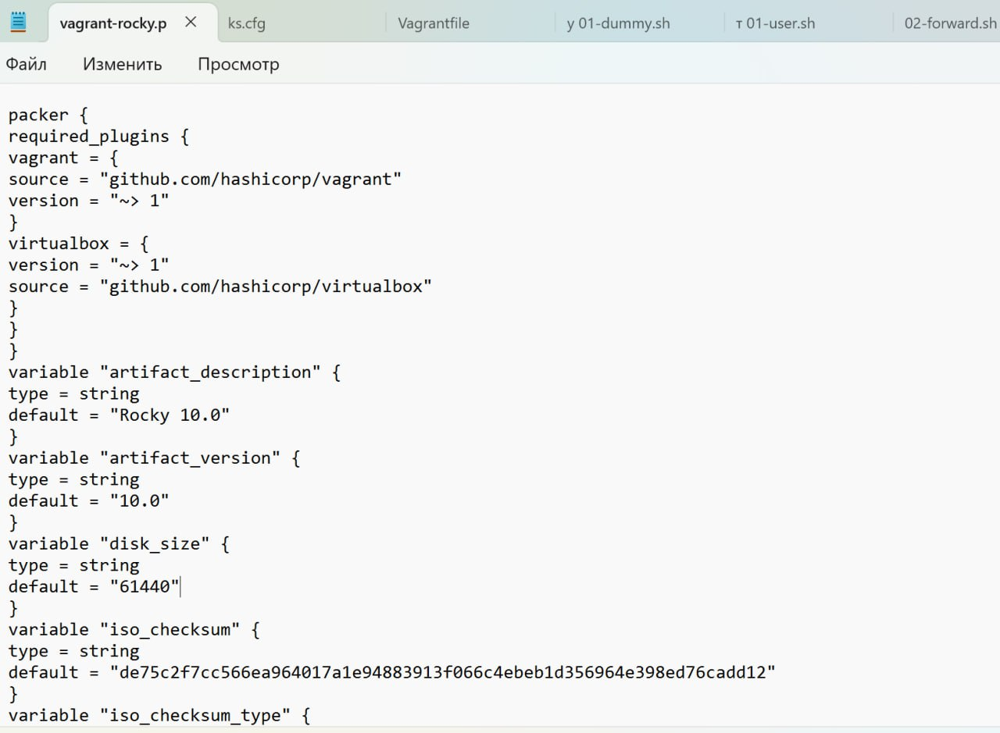 vagrant-rocky.p ks.cfg Vagrantfile y 01-dummy.sh т 01-user.sh 02-forward.sh
Файл Изменить Просмотр
packer {
required_plugins {
vagrant = {
source = "github.com/hashicorp/vagrant"
version = "~> 1"
}
virtualbox = {
version = "~> 1"
source = "github.com/hashicorp/virtualbox"
}
}
}
variable "artifact_description" {
type = string
default = "Rocky 10.0"
}
variable "artifact_version" {
type = string
default = "10.0"
}
variable "disk_size" {
type = string
default = "61440"
}
variable "iso_checksum" {
type = string
default = "de75c2f7cc566ea964017a1e94883913f066c4ebeb1d356964e398ed76cadd12"
}
variable "iso_checksum_type" {